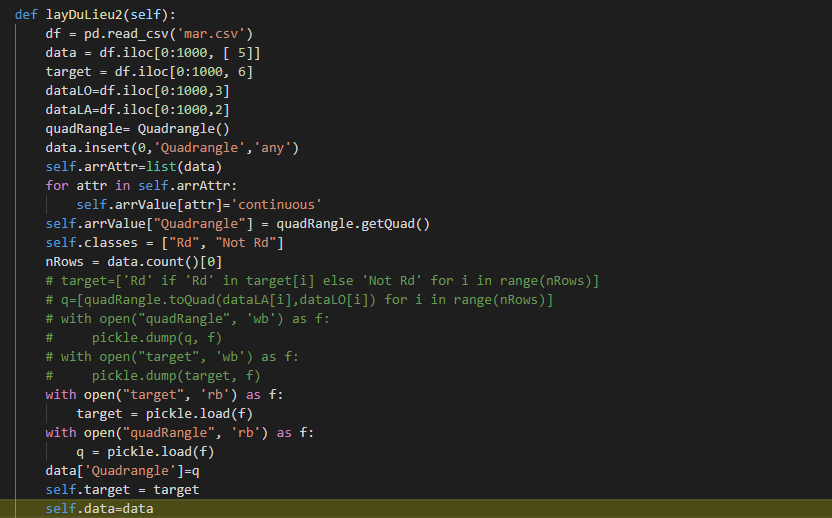 def layDuLieu2(self):
    df = pd.read_csv('mar.csv')
    data = df.iloc[0:1000, [ 5]]
    target = df.iloc[0:1000, 6]
    dataLO=df.iloc[0:1000,3]
    dataLA=df.iloc[0:1000,2]
    quadRangle= Quadrangle()
    data.insert(0,'Quadrangle','any')
    self.arrAttr=list(data)
    for attr in self.arrAttr:
        self.arrValue[attr]='continuous'
    self.arrValue["Quadrangle"] = quadRangle.getQuad()
    self.classes = ["Rd", "Not Rd"]
    nRows = data.count()[0]
    # target=['Rd' if 'Rd' in target[i] else 'Not Rd' for i in range(nRows)]
    # q=[quadRangle.toQuad(dataLA[i],dataLO[i]) for i in range(nRows)]
    # with open("quadRangle", 'wb') as f:
    #     pickle.dump(q, f)
    # with open("target", 'wb') as f:
    #     pickle.dump(target, f)
    with open("target", 'rb') as f:
        target = pickle.load(f)
    with open("quadRangle", 'rb') as f:
        q = pickle.load(f)
    data['Quadrangle']=q
    self.target = target
    self.data=data